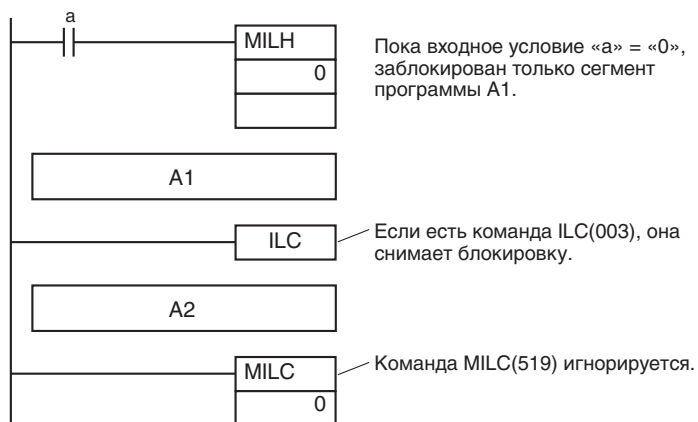 a
MILH
0
Пока входное условие «a» = «0»,
заблокирован только сегмент
программы A1.
A1
ILC
Если есть команда ILC(003), она
снимает блокировку.
A2
MILC
0
Команда MILC(519) игнорируется.